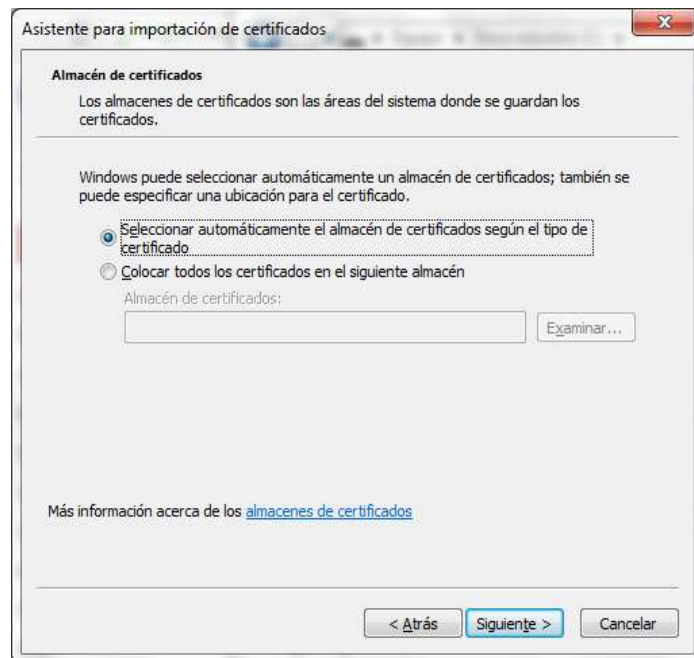 Asistente para importación de certificados
Almacén de certificados
Los almacenes de certificados son las áreas del sistema donde se guardan los
certificados.
Windows puede seleccionar automáticamente un almacén de certificados; también se
puede especificar una ubicación para el certificado.
Seleccionar automáticamente el almacén de certificados según el tipo de
certificado
Colocar todos los certificados en el siguiente almacén
Almacén de certificados:
Examinar...
Más información acerca de los almacenes de certificados
< Atrás Siguiente > Cancelar